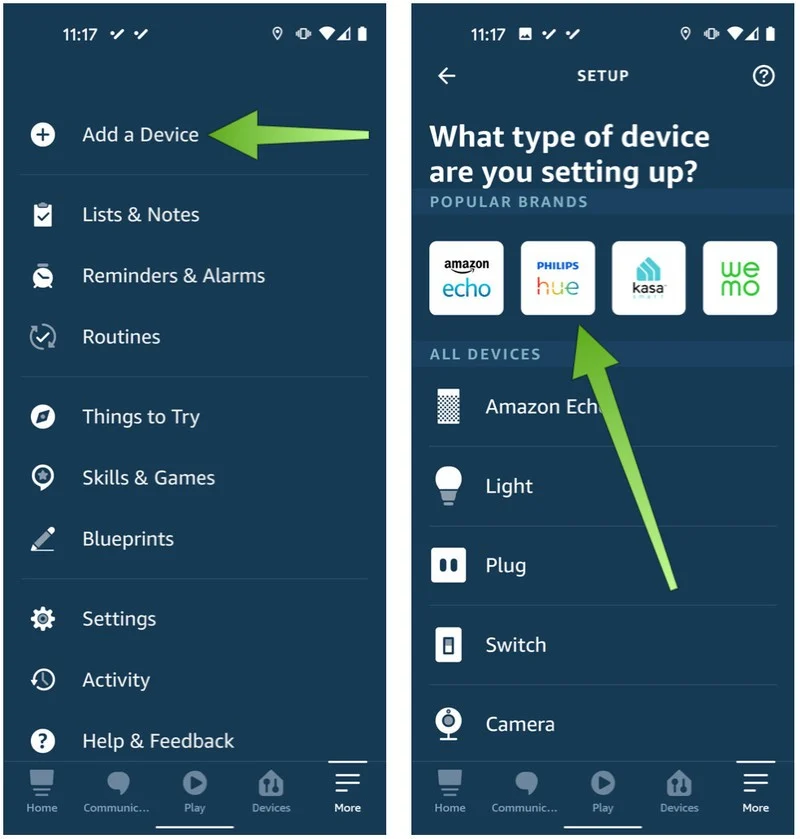 11:17
Add a Device
Lists & Notes
Reminders & Alarms
Routines
Things to Try
Skills & Games
Blueprints
Settings
Activity
Help & Feedback
Home
Communic...
Play
Devices
More
11:17
SETUP
What type of device
are you setting up?
POPULAR BRANDS
amazon
echo
PHILIPS
hue
kasa
smart
we
mo
ALL DEVICES
Amazon Echo
Light
Plug
Switch
Camera
Home
Communic...
Play
Devices
More